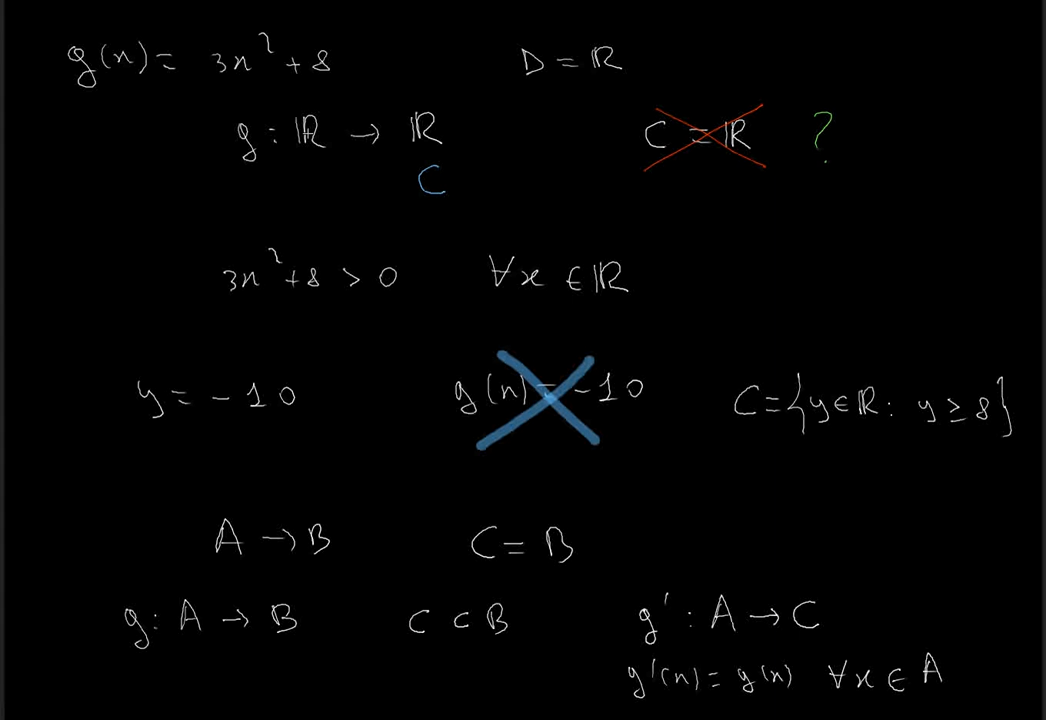 g(x) = 3x² + 8 D = ℝ
g : ℝ → ℝ C = ℝ ?
C
3x² + 8 > 0 ∀x ∈ ℝ
y = -10 g(x) = -10 C = {y ∈ ℝ : y ≥ 8}
A → B C = B
g : A → B C ⊂ B g' : A → C
g'(x) = g(x) ∀x ∈ A